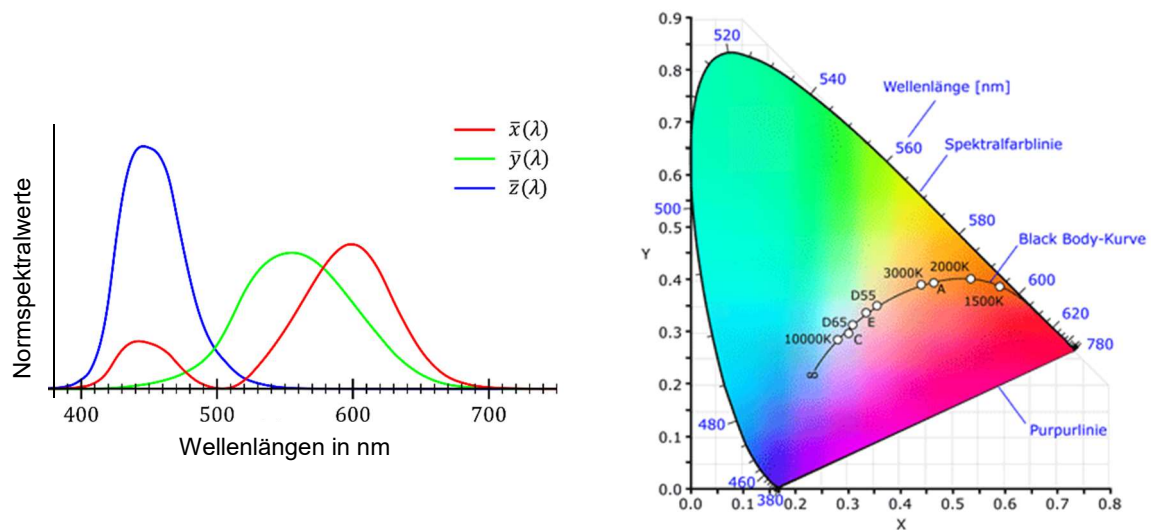 x̄(λ)
ȳ(λ)
z̄(λ)
Normspektralwerte
400 500 600 700
Wellenlängen in nm
0.9
0.8
0.7
0.6
0.5
0.4
0.3
0.2
0.1
0.0
Y
0.0 0.1 0.2 0.3 0.4 0.5 0.6 0.7 0.8
X
520
540
Wellenlänge [nm]
560
Spektralfarblinie
500
580
Black Body-Kurve
3000K 2000K
A
1500K
600
D55
E
620
D65
C
10000K
780
∞
480
Purpurlinie
460
380